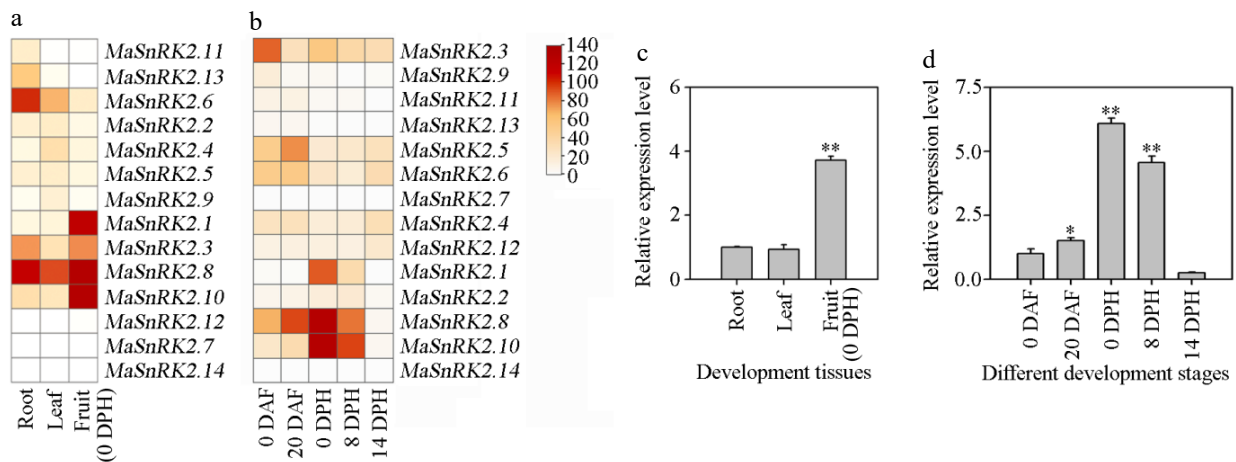 a
MaSnRK2.11
MaSnRK2.13
MaSnRK2.6
MaSnRK2.2
MaSnRK2.4
MaSnRK2.5
MaSnRK2.9
MaSnRK2.1
MaSnRK2.3
MaSnRK2.8
MaSnRK2.10
MaSnRK2.12
MaSnRK2.7
MaSnRK2.14
Root
Leaf
Fruit
(0 DPH)
b
MaSnRK2.3
MaSnRK2.9
MaSnRK2.11
MaSnRK2.13
MaSnRK2.5
MaSnRK2.6
MaSnRK2.7
MaSnRK2.4
MaSnRK2.12
MaSnRK2.1
MaSnRK2.2
MaSnRK2.8
MaSnRK2.10
MaSnRK2.14
0 DAF
20 DAF
0 DPH
8 DPH
14 DPH
140
120
100
80
60
40
20
0
c
Relative expression level
6
4
2
0
**
Root
Leaf
Fruit
(0 DPH)
Development tissues
d
Relative expression level
7.5
5.0
2.5
0.0
*
**
**
0 DAF
20 DAF
0 DPH
8 DPH
14 DPH
Different development stages